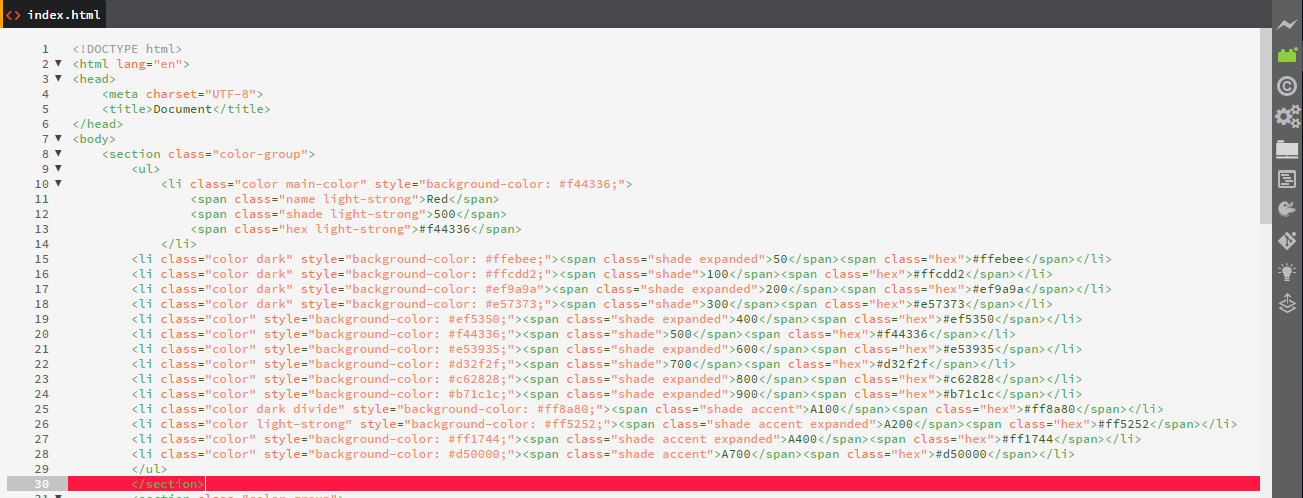 <> index.html
1 <!DOCTYPE html>
2 <html lang="en">
3 <head>
4 <meta charset="UTF-8">
5 <title>Document</title>
6 </head>
7 <body>
8 <section class="color-group">
9 <ul>
10 <li class="color main-color" style="background-color: #f44336;">
11 <span class="name light-strong">Red</span>
12 <span class="shade light-strong">500</span>
13 <span class="hex light-strong">#f44336</span>
14 </li>
15 <li class="color dark" style="background-color: #ffebee;"><span class="shade expanded">50</span><span class="hex">#ffebee</span></li>
16 <li class="color dark" style="background-color: #ffcdd2;"><span class="shade">100</span><span class="hex">#ffcdd2</span></li>
17 <li class="color dark" style="background-color: #ef9a9a"><span class="shade expanded">200</span><span class="hex">#ef9a9a</span></li>
18 <li class="color dark" style="background-color: #e57373;"><span class="shade">300</span><span class="hex">#e57373</span></li>
19 <li class="color" style="background-color: #ef5350;"><span class="shade expanded">400</span><span class="hex">#ef5350</span></li>
20 <li class="color" style="background-color: #f44336;"><span class="shade">500</span><span class="hex">#f44336</span></li>
21 <li class="color" style="background-color: #e53935;"><span class="shade expanded">600</span><span class="hex">#e53935</span></li>
22 <li class="color" style="background-color: #d32f2f;"><span class="shade">700</span><span class="hex">#d32f2f</span></li>
23 <li class="color" style="background-color: #c62828;"><span class="shade expanded">800</span><span class="hex">#c62828</span></li>
24 <li class="color" style="background-color: #b71c1c;"><span class="shade expanded">900</span><span class="hex">#b71c1c</span></li>
25 <li class="color dark divide" style="background-color: #ff8a80;"><span class="shade accent">A100</span><span class="hex">#ff8a80</span></li>
26 <li class="color light-strong" style="background-color: #ff5252;"><span class="shade accent expanded">A200</span><span class="hex">#ff5252</span></li>
27 <li class="color" style="background-color: #ff1744;"><span class="shade accent expanded">A400</span><span class="hex">#ff1744</span></li>
28 <li class="color" style="background-color: #d50000;"><span class="shade accent">A700</span><span class="hex">#d50000</span></li>
29 </ul>
30 </section>
31 <section class="color-group">